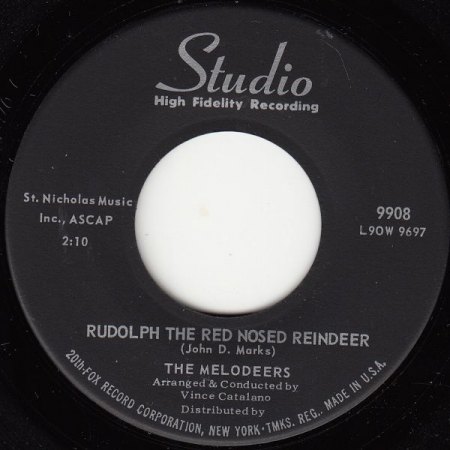 Studio
High Fidelity Recording
St. Nicholas Music
Inc., ASCAP
2:10
9908
L9OW 9697
RUDOLPH THE RED NOSED REINDEER
(John D. Marks)
THE MELODEERS
Arranged & Conducted by
Vince Catalano
Distributed by
20th-FOX RECORD CORPORATION, NEW YORK·TMKS. REG. MADE IN U.S.A.